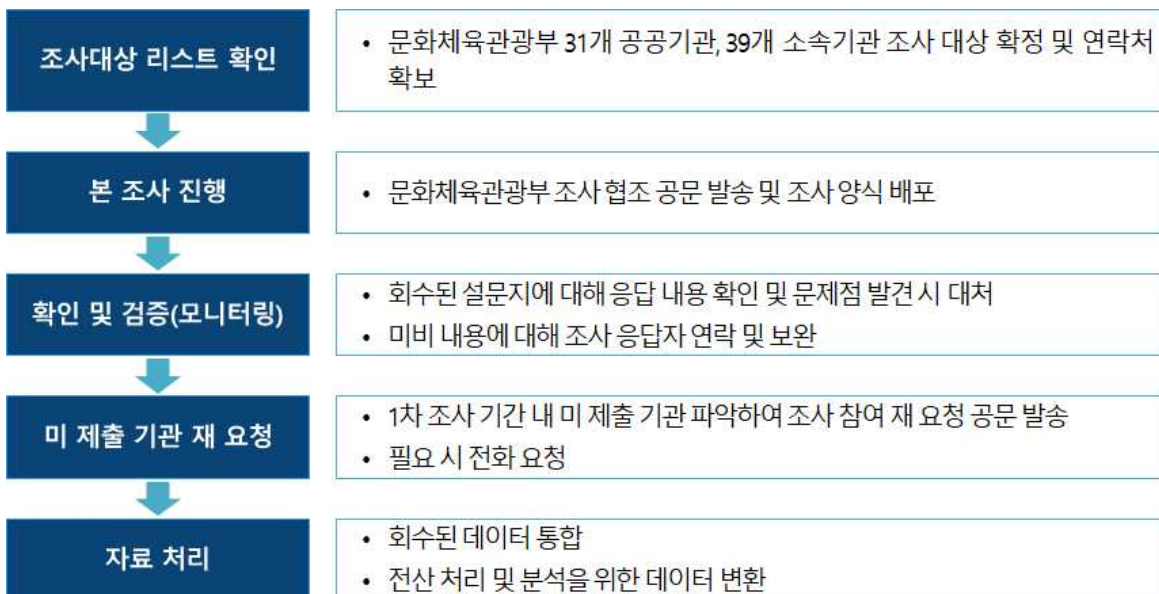 조사대상 리스트 확인
• 문화체육관광부 31개 공공기관, 39개 소속기관 조사 대상 확정 및 연락처
확보
본 조사 진행
• 문화체육관광부 조사 협조 공문 발송 및 조사 양식 배포
확인 및 검증(모니터링)
• 회수된 설문지에 대해 응답 내용 확인 및 문제점 발견 시 대처
• 미비 내용에 대해 조사 응답자 연락 및 보완
미 제출 기관 재 요청
• 1차 조사 기간 내 미 제출 기관 파악하여 조사 참여 재 요청 공문 발송
• 필요 시 전화 요청
자료 처리
• 회수된 데이터 통합
• 전산 처리 및 분석을 위한 데이터 변환